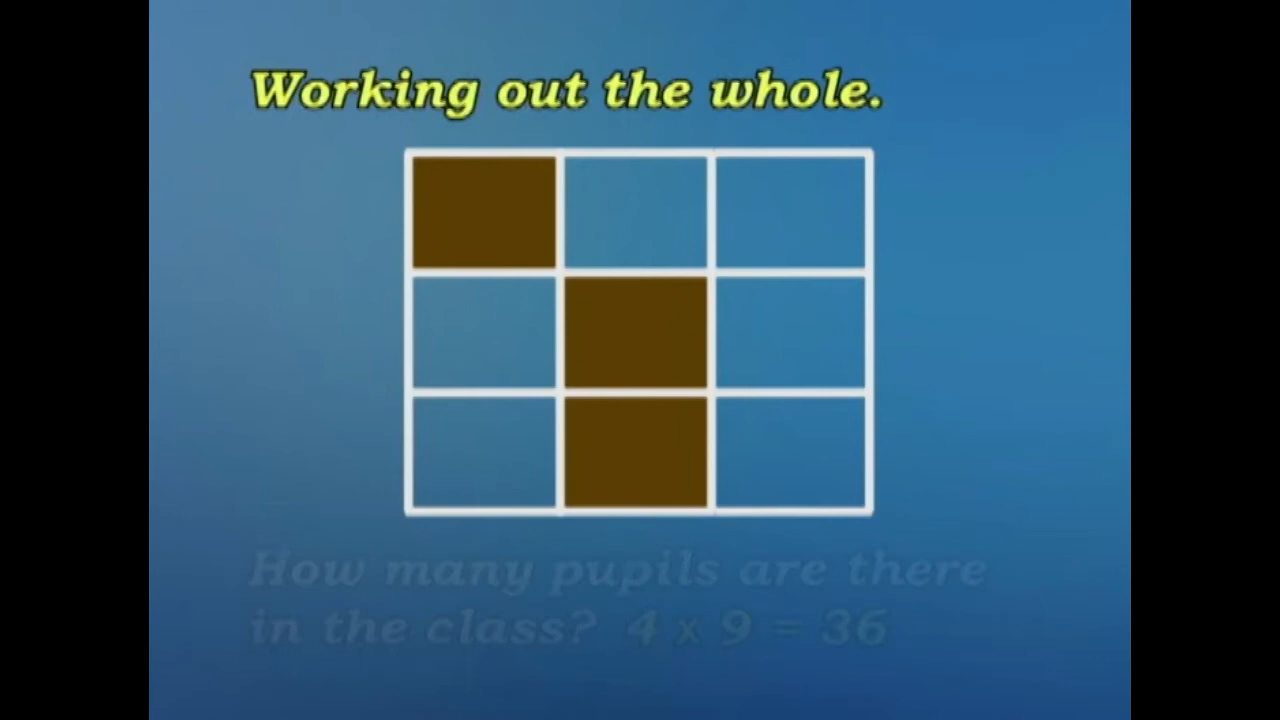 Working out the whole.
How many pupils are there
in the class? 4 x 9 = 36